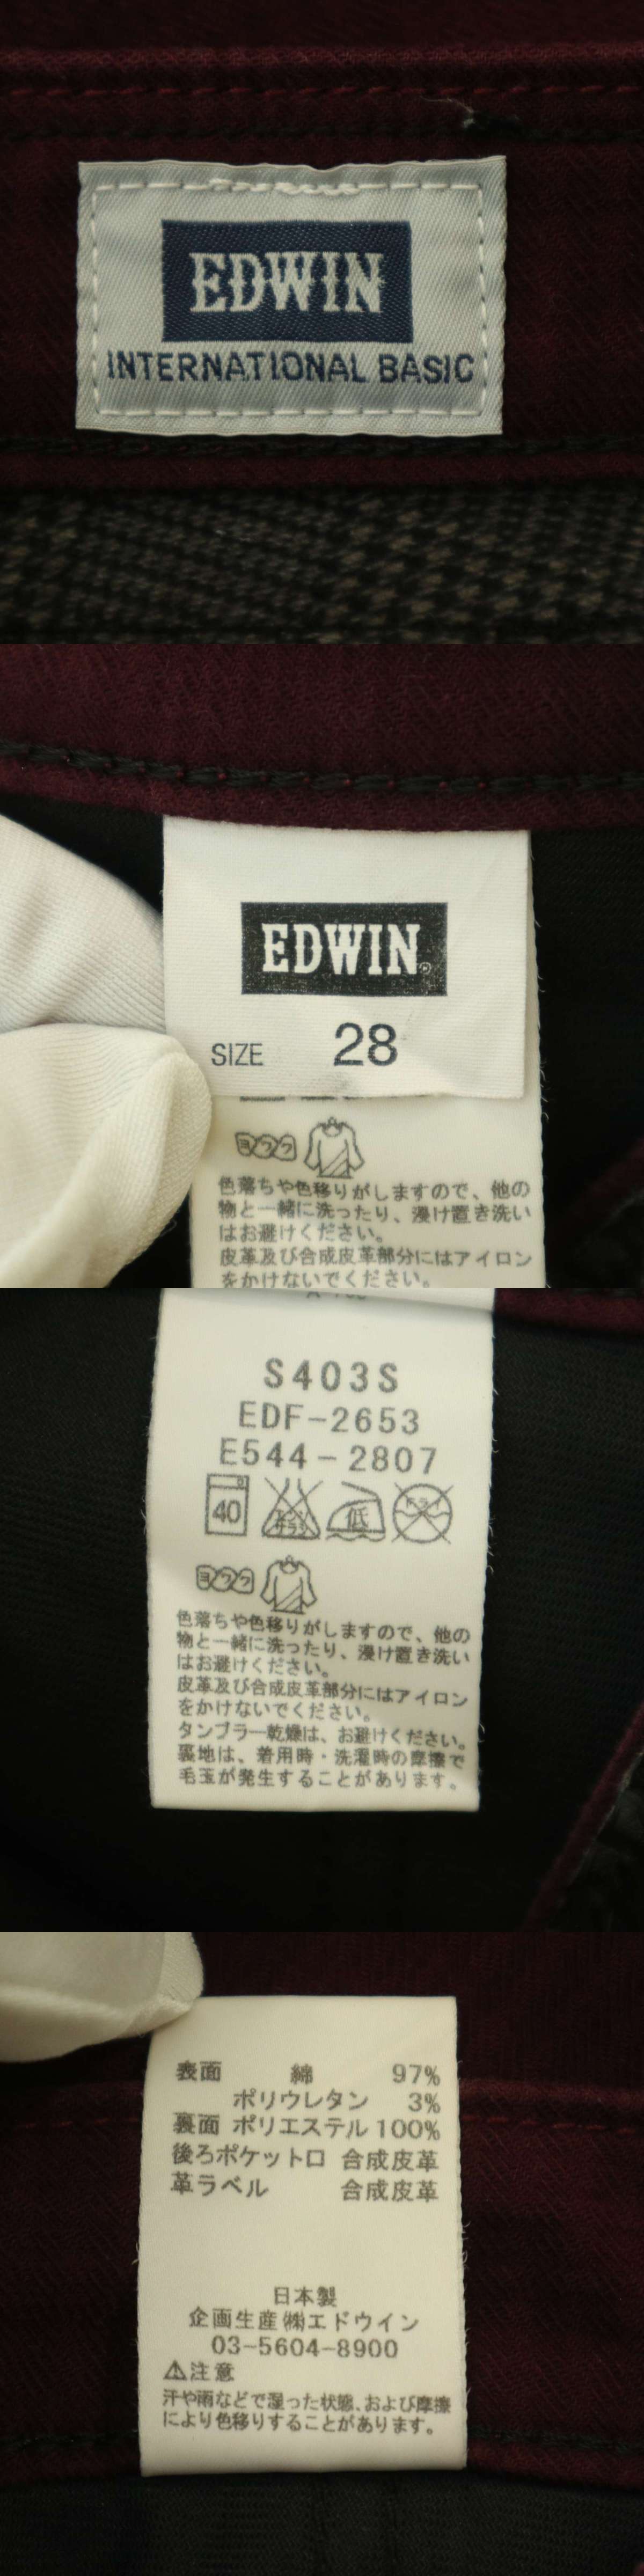 EDWIN
INTERNATIONAL BASIC
EDWIN
SIZE 28
ヨワク
色落ちや色移りがしますので、他の
物と一緒に洗ったり、浸け置き洗い
はお避けください。
皮革及び合成皮革部分にはアイロン
をかけないでください。
S403S
EDF-2653
E544-2807
40 エンソサラシ 低 ドライ
ヨワク
色落ちや色移りがしますので、他の
物と一緒に洗ったり、浸け置き洗い
はお避けください。
皮革及び合成皮革部分にはアイロン
をかけないでください。
タンブラー乾燥は、お避けください。
裏地は、着用時・洗濯時の摩擦で
毛玉が発生することがあります。
表面 綿 97%
ポリウレタン 3%
裏面 ポリエステル 100%
後ろポケット口 合成皮革
革ラベル 合成皮革
日本製
企画生産㈱エドウイン
03-5604-8900
⚠注意
汗や雨などで湿った状態、および摩擦
により色移りすることがあります。